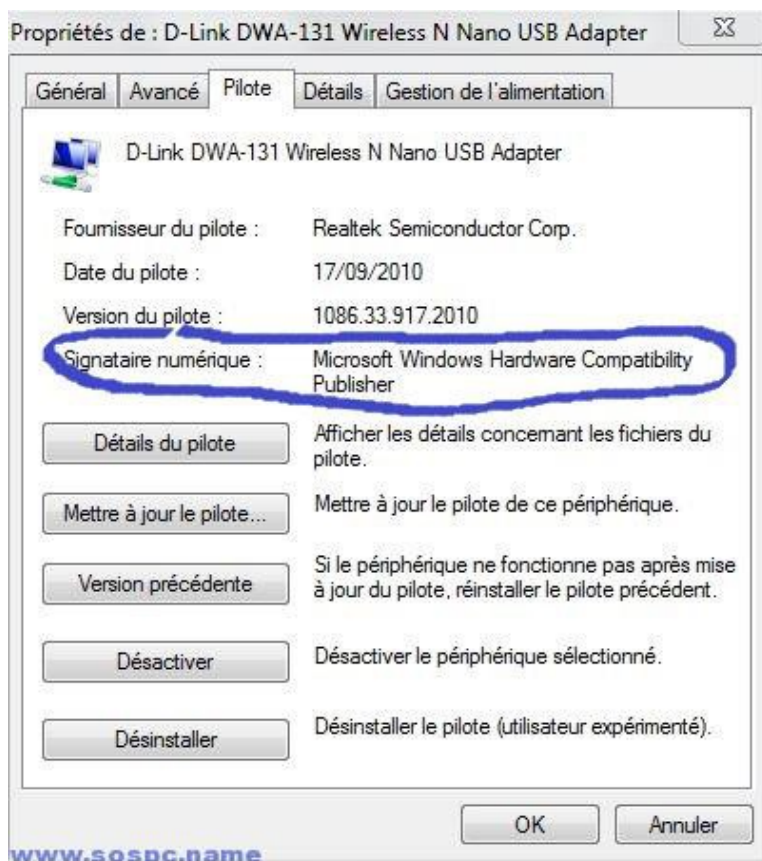 Propriétés de : D-Link DWA-131 Wireless N Nano USB Adapter
Général Avancé Pilote Détails Gestion de l'alimentation
D-Link DWA-131 Wireless N Nano USB Adapter
Fournisseur du pilote : Realtek Semiconductor Corp.
Date du pilote : 17/09/2010
Version du pilote : 1086.33.917.2010
Signataire numérique : Microsoft Windows Hardware Compatibility
Publisher
Détails du pilote Afficher les détails concernant les fichiers du
pilote.
Mettre à jour le pilote... Mettre à jour le pilote de ce périphérique.
Version précédente Si le périphérique ne fonctionne pas après mise
à jour du pilote, réinstaller le pilote précédent.
Désactiver Désactiver le périphérique sélectionné.
Désinstaller Désinstaller le pilote (utilisateur expérimenté).
OK Annuler
www.sospc.name